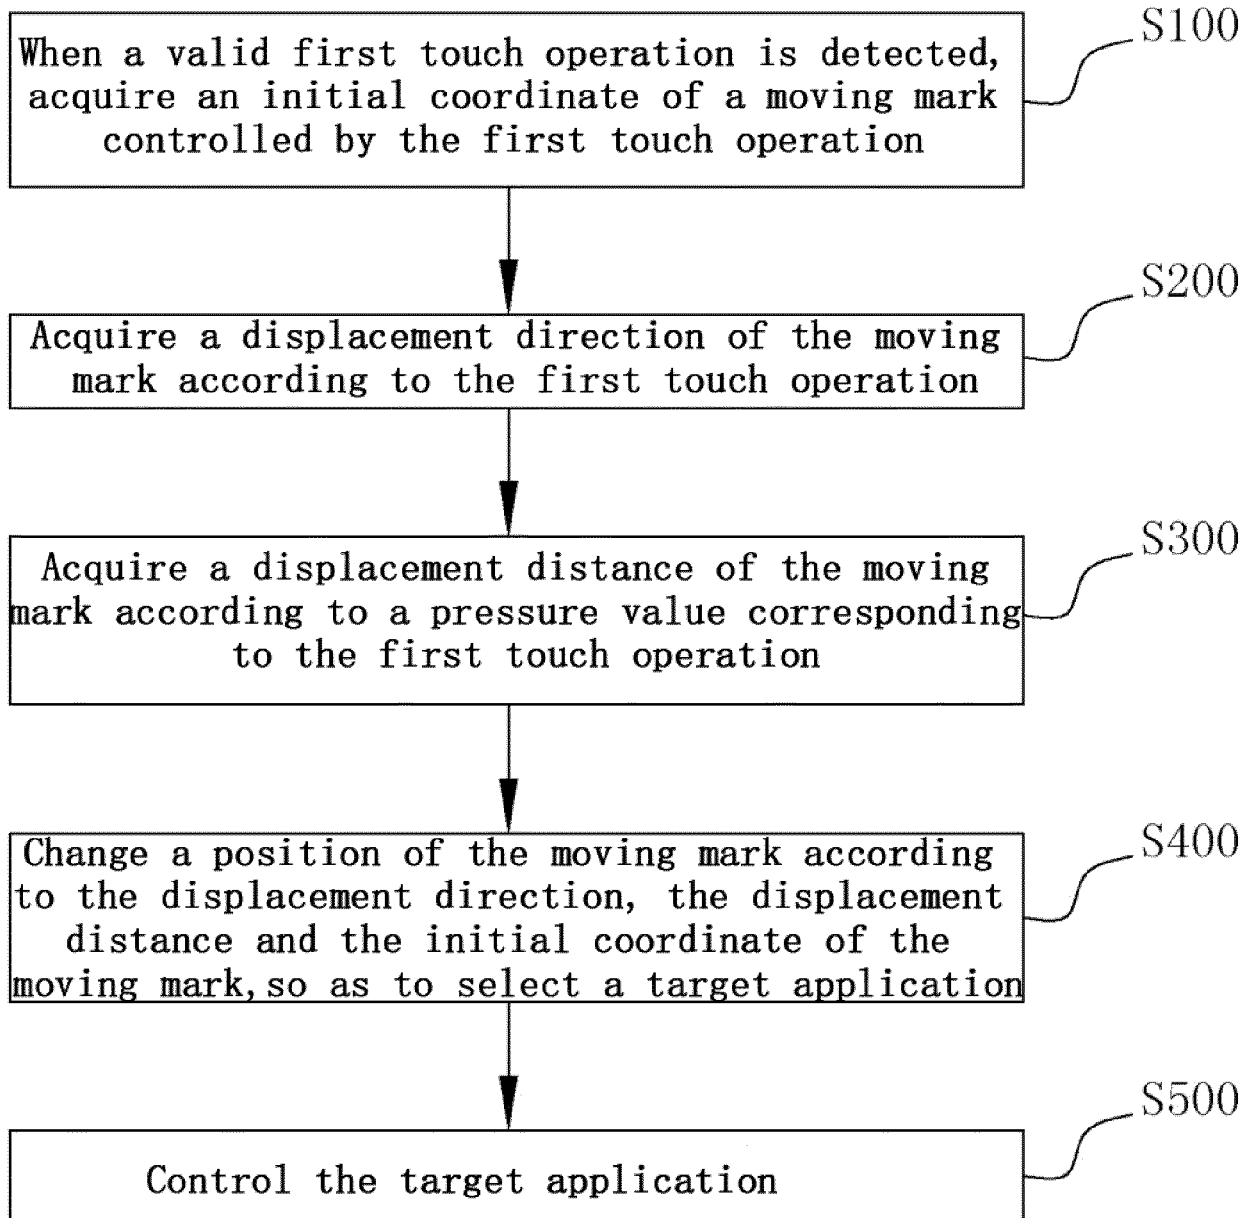 S100
When a valid first touch operation is detected,
acquire an initial coordinate of a moving mark
controlled by the first touch operation
S200
Acquire a displacement direction of the moving
mark according to the first touch operation
S300
Acquire a displacement distance of the moving
mark according to a pressure value corresponding
to the first touch operation
S400
Change a position of the moving mark according
to the displacement direction, the displacement
distance and the initial coordinate of the
moving mark, so as to select a target application
S500
Control the target application